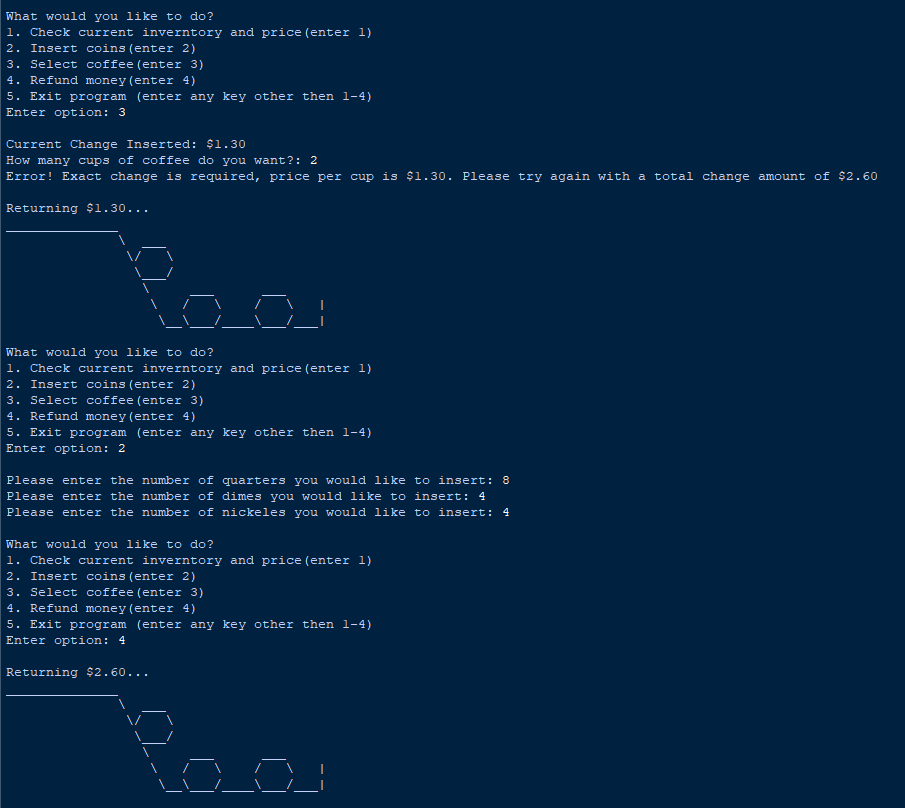 What would you like to do?
1. Check current inverntory and price(enter 1)
2. Insert coins(enter 2)
3. Select coffee(enter 3)
4. Refund money(enter 4)
5. Exit program (enter any key other then 1-4)
Enter option: 3
Current Change Inserted: $1.30
How many cups of coffee do you want?: 2
Error! Exact change is required, price per cup is $1.30. Please try again with a total change amount of $2.60
Returning $1.30...
What would you like to do?
1. Check current inverntory and price(enter 1)
2. Insert coins(enter 2)
3. Select coffee(enter 3)
4. Refund money(enter 4)
5. Exit program (enter any key other then 1-4)
Enter option: 2
Please enter the number of quarters you would like to insert: 8
Please enter the number of dimes you would like to insert: 4
Please enter the number of nickeles you would like to insert: 4
What would you like to do?
1. Check current inverntory and price(enter 1)
2. Insert coins(enter 2)
3. Select coffee(enter 3)
4. Refund money(enter 4)
5. Exit program (enter any key other then 1-4)
Enter option: 4
Returning $2.60...